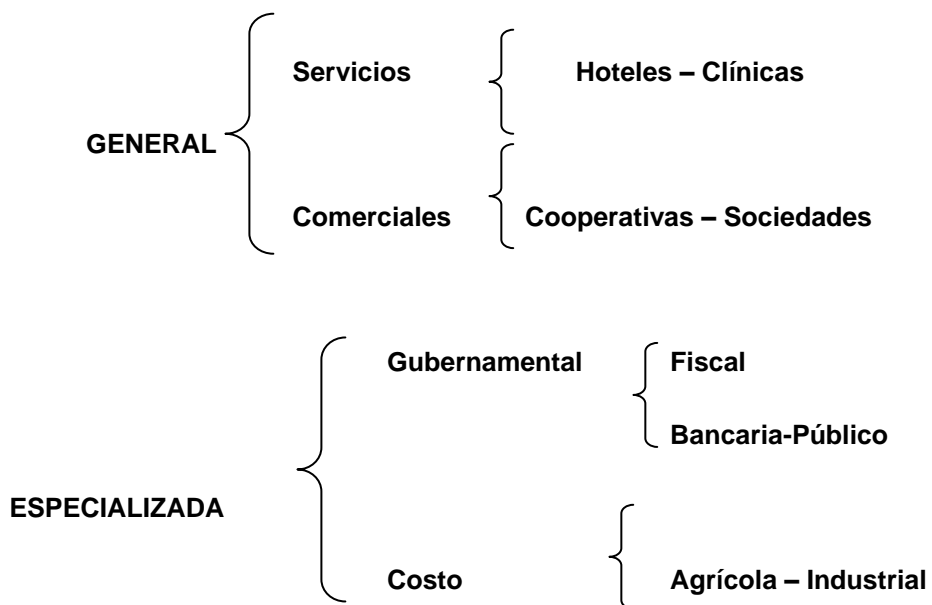 Servicios
Hoteles – Clínicas
GENERAL
Comerciales
Cooperativas – Sociedades
Gubernamental
Fiscal
Bancaria-Público
ESPECIALIZADA
Costo
Agrícola – Industrial